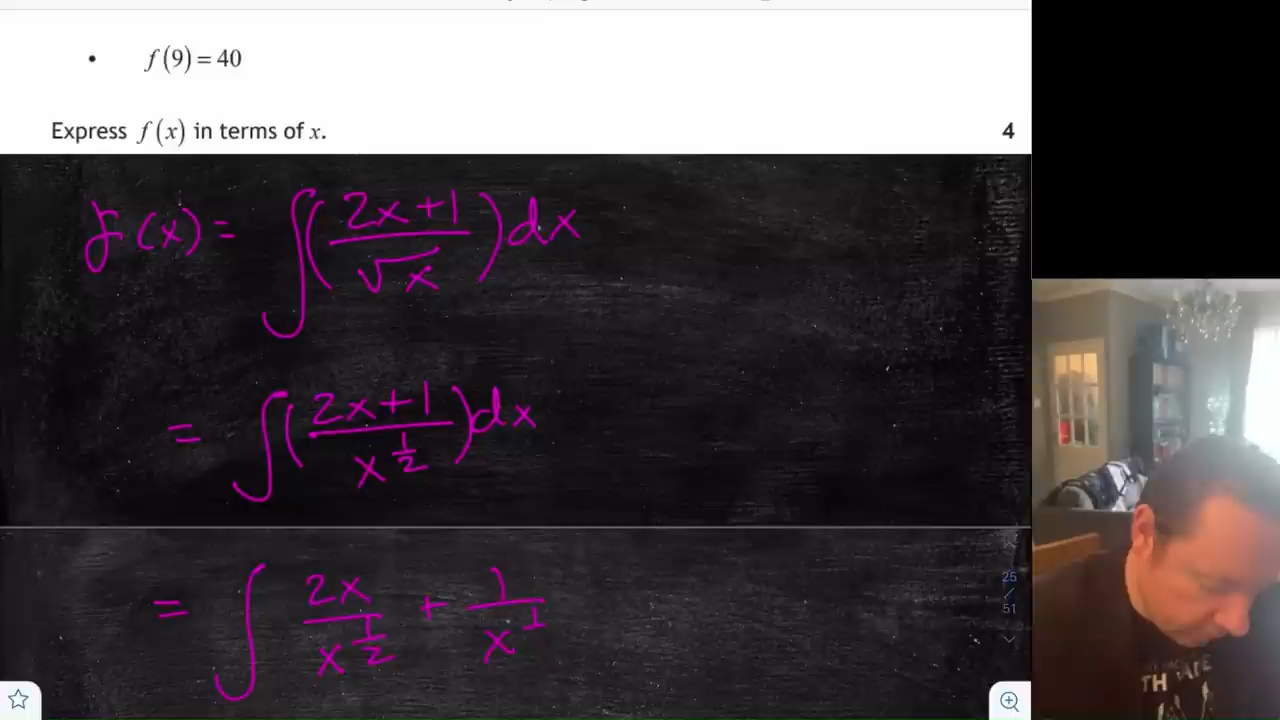 • f(9) = 40
Express f(x) in terms of x. 4
f(x) = ∫(2x+1/√x)dx
= ∫(2x+1/x^1/2)dx
= ∫ 2x/x^1/2 + 1/x^1
25
/
51
TH